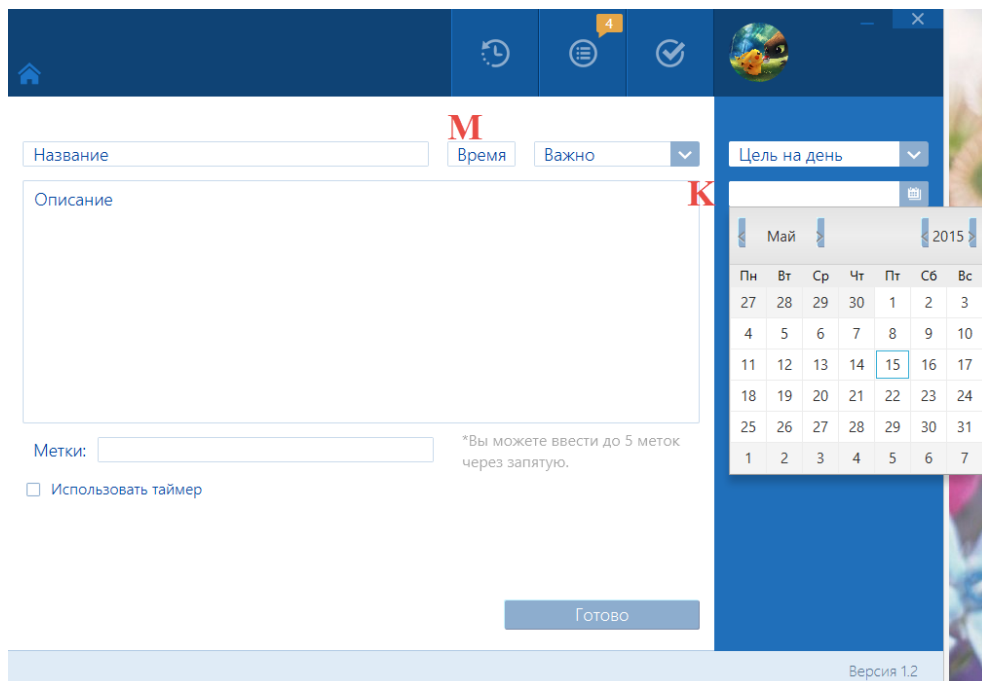 4
М
Название
Время
Важно
Цель на день
К
Описание
< Май > < 2015 >
Пн Вт Ср Чт Пт Сб Вс
27 28 29 30 1 2 3
4 5 6 7 8 9 10
11 12 13 14 15 16 17
18 19 20 21 22 23 24
25 26 27 28 29 30 31
1 2 3 4 5 6 7
Метки:
*Вы можете ввести до 5 меток
через запятую.
Использовать таймер
Готово
Версия 1.2